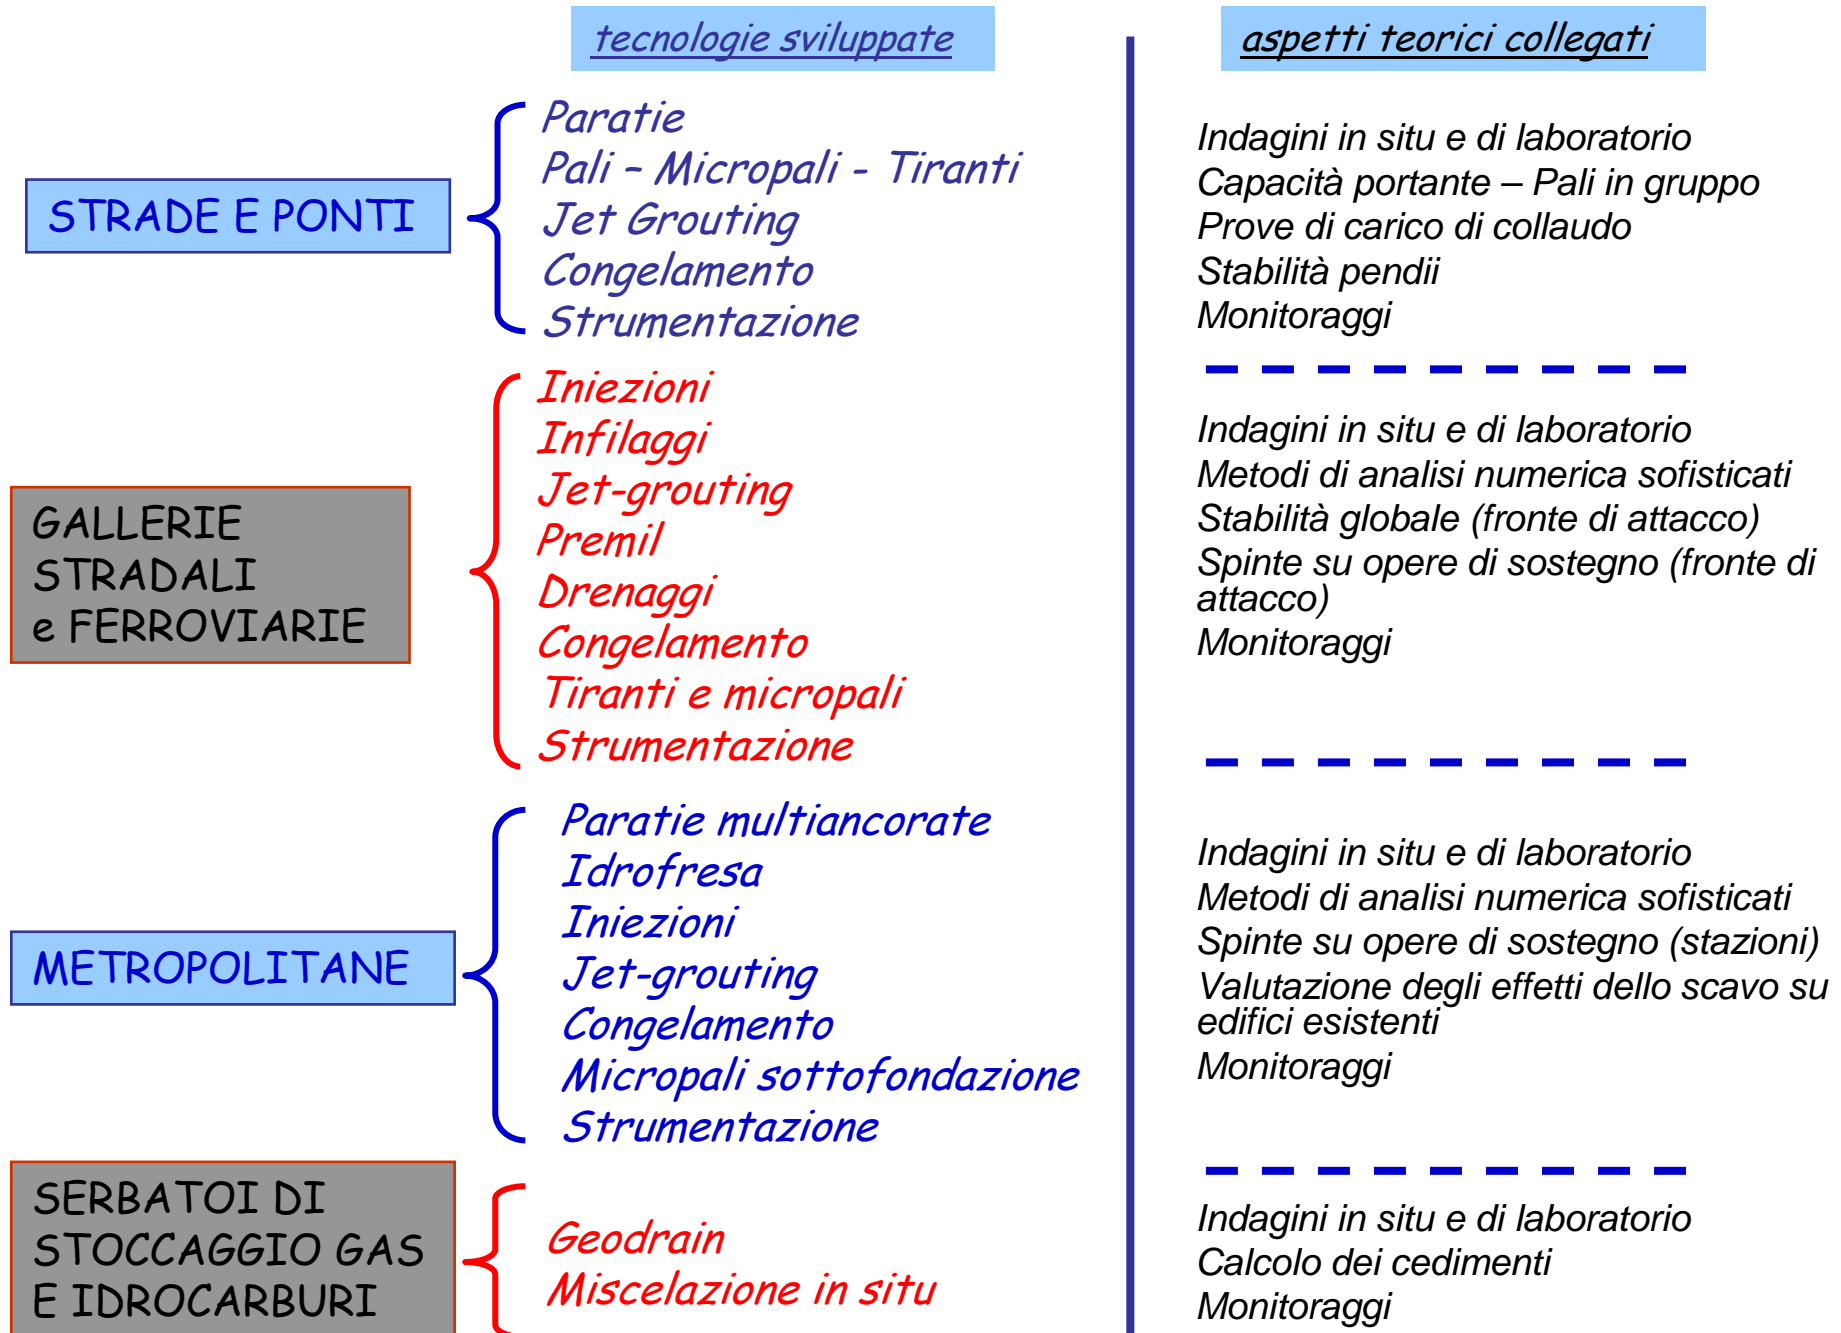 tecnologie sviluppate
aspetti teorici collegati
STRADE E PONTI
Paratie
Pali – Micropali - Tiranti
Jet Grouting
Congelamento
Strumentazione
Indagini in situ e di laboratorio
Capacità portante – Pali in gruppo
Prove di carico di collaudo
Stabilità pendii
Monitoraggi
GALLERIE
STRADALI
e FERROVIARIE
Iniezioni
Infilaggi
Jet-grouting
Premil
Drenaggi
Congelamento
Tiranti e micropali
Strumentazione
Indagini in situ e di laboratorio
Metodi di analisi numerica sofisticati
Stabilità globale (fronte di attacco)
Spinte su opere di sostegno (fronte di
attacco)
Monitoraggi
METROPOLITANE
Paratie multiancorate
Idrofresa
Iniezioni
Jet-grouting
Congelamento
Micropali sottofondazione
Strumentazione
Indagini in situ e di laboratorio
Metodi di analisi numerica sofisticati
Spinte su opere di sostegno (stazioni)
Valutazione degli effetti dello scavo su
edifici esistenti
Monitoraggi
SERBATOI DI
STOCCAGGIO GAS
E IDROCARBURI
Geodrain
Miscelazione in situ
Indagini in situ e di laboratorio
Calcolo dei cedimenti
Monitoraggi